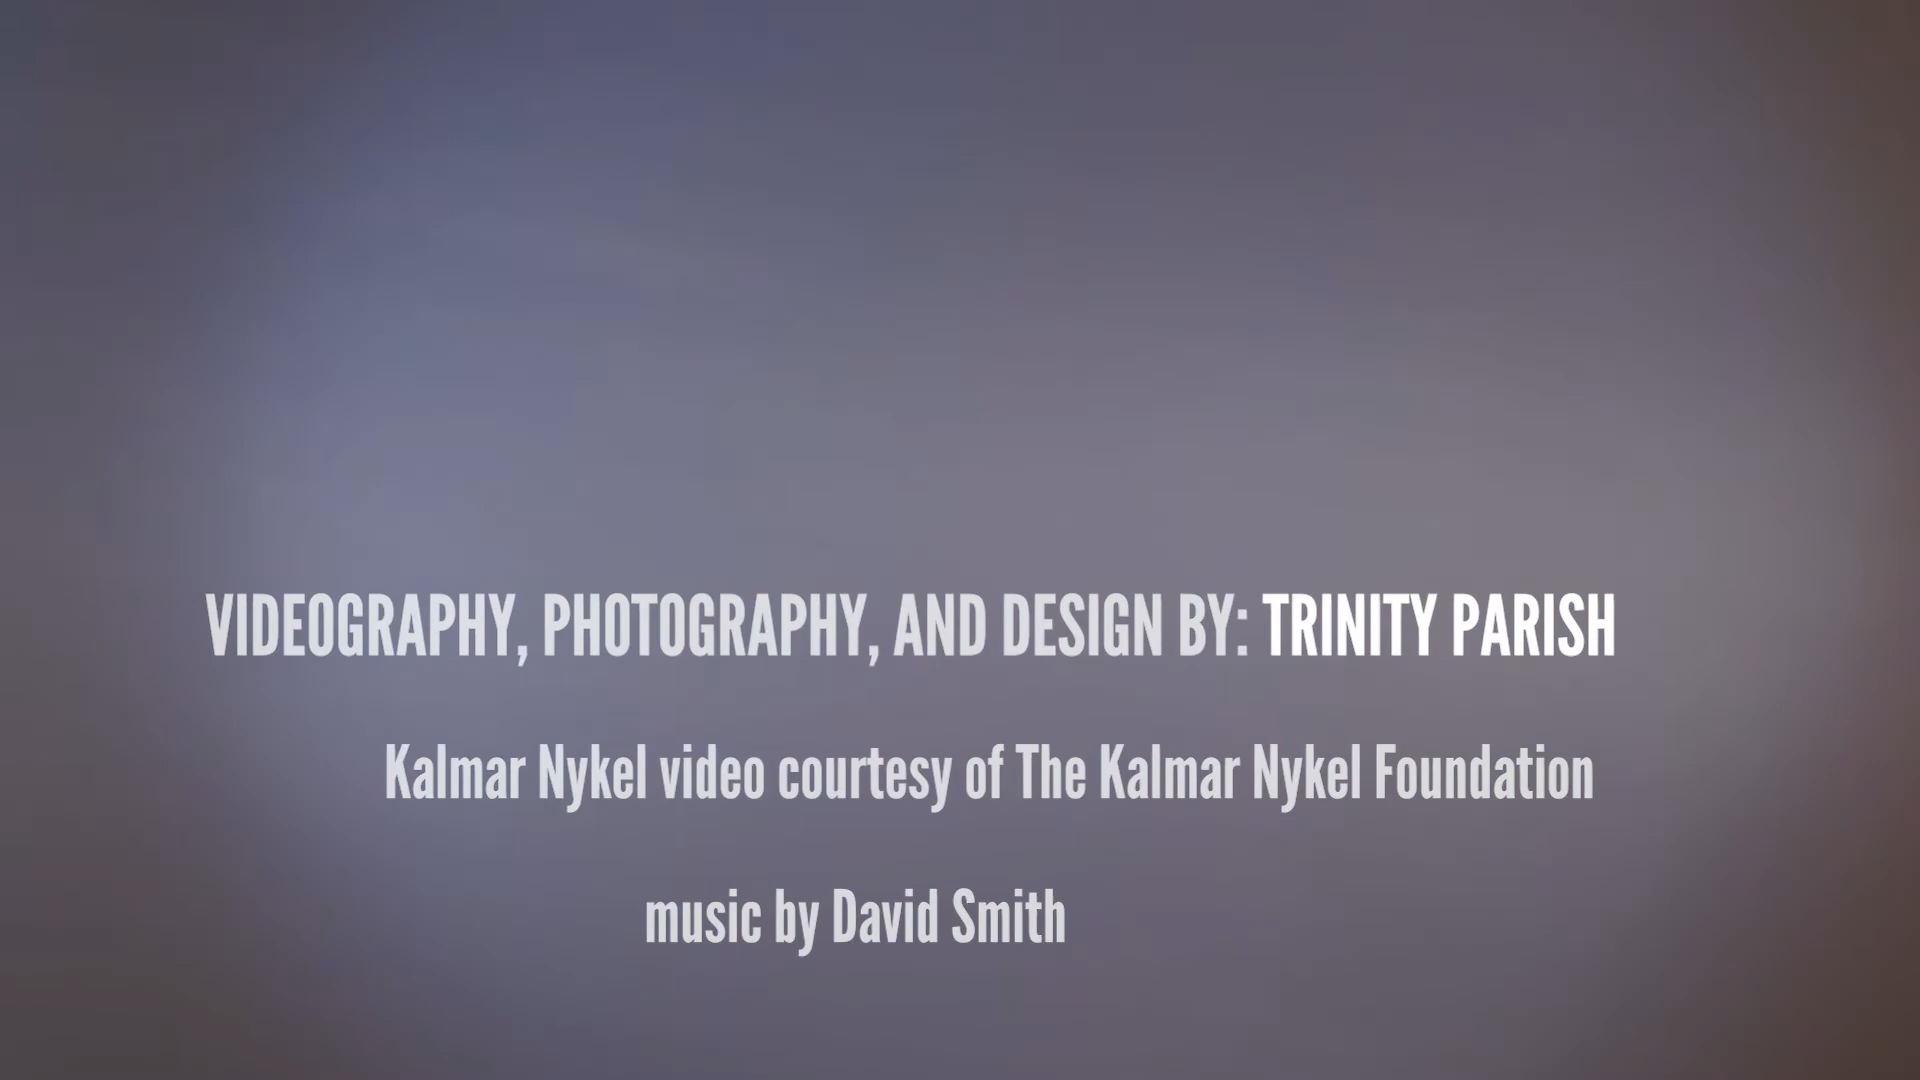 VIDEOGRAPHY, PHOTOGRAPHY, AND DESIGN BY: TRINITY PARISH
Kalmar Nykel video courtesy of The Kalmar Nykel Foundation
music by David Smith